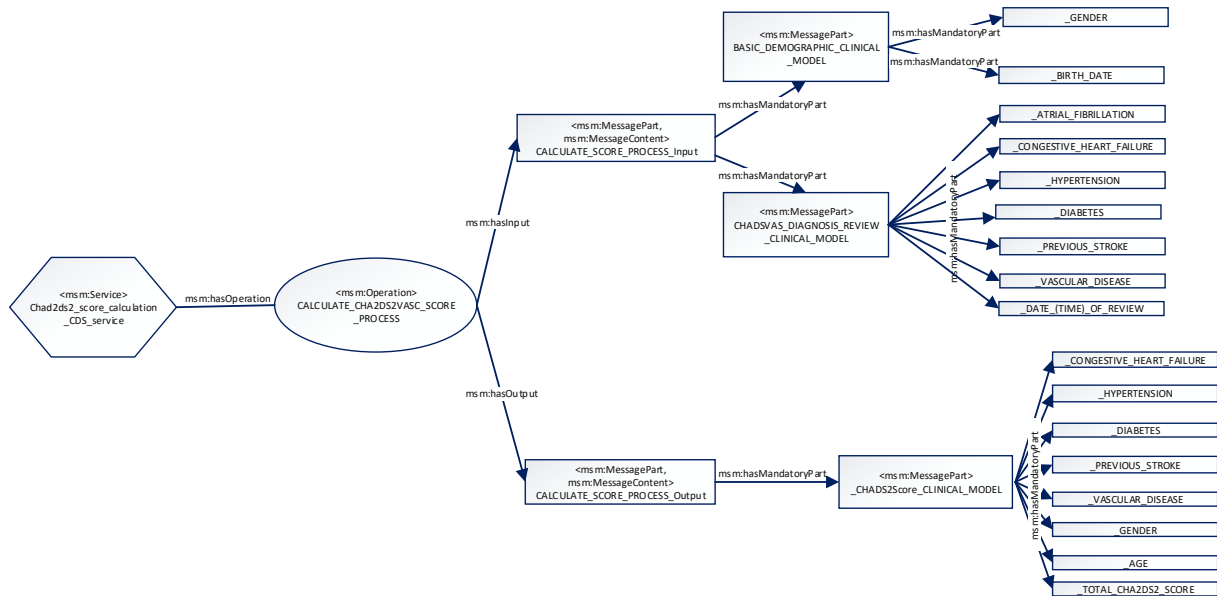 <msm:Service>
Chad2ds2_score_calculation
_CDS_service
msm:hasOperation
<msm:Operation>
CALCULATE_CHA2DS2VASC_SCORE
_PROCESS
msm:hasInput
msm:hasOutput
<msm:MessagePart,
msm:MessageContent>
CALCULATE_SCORE_PROCESS_Input
msm:hasMandatoryPart
msm:hasMandatoryPart
<msm:MessagePart>
BASIC_DEMOGRAPHIC_CLINICAL
_MODEL
msm:hasMandatoryPart
msm:hasMandatoryPart
_GENDER
_BIRTH_DATE
<msm:MessagePart>
CHADSVAS_DIAGNOSIS_REVIEW
_CLINICAL_MODEL
msm:hasMandatoryPart
_ATRIAL_FIBRILLATION
_CONGESTIVE_HEART_FAILURE
_HYPERTENSION
_DIABETES
_PREVIOUS_STROKE
_VASCULAR_DISEASE
_DATE_(TIME)_OF_REVIEW
<msm:MessagePart,
msm:MessageContent>
CALCULATE_SCORE_PROCESS_Output
msm:hasMandatoryPart
<msm:MessagePart>
_CHADS2Score_CLINICAL_MODEL
msm:hasMandatoryPart
_CONGESTIVE_HEART_FAILURE
_HYPERTENSION
_DIABETES
_PREVIOUS_STROKE
_VASCULAR_DISEASE
_GENDER
_AGE
_TOTAL_CHA2DS2_SCORE